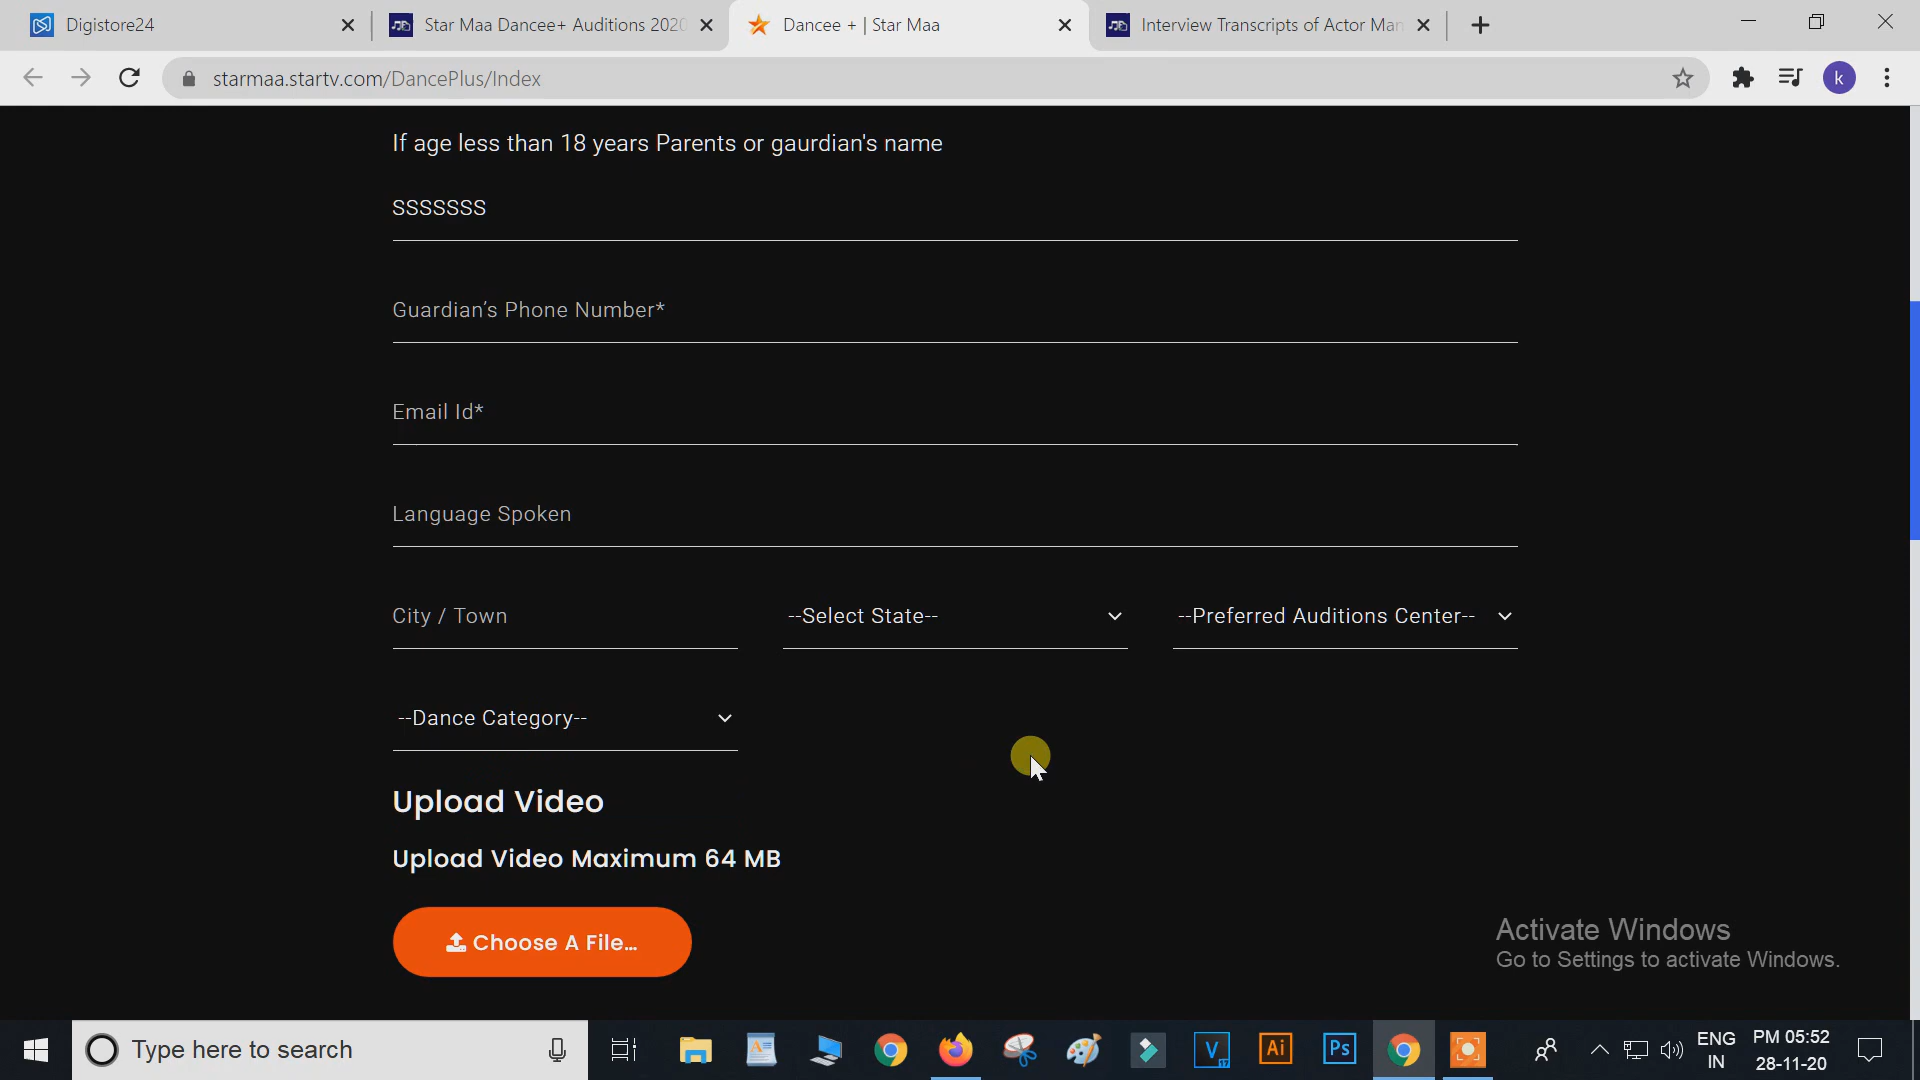 Digistore24
Star Maa Dancee+ Auditions 2020
Dancee + | Star Maa
Interview Transcripts of Actor Man
starmaa.startv.com/DancePlus/Index
k
If age less than 18 years Parents or gaurdian's name
SSSSSSS
Guardian’s Phone Number*
Email Id*
Language Spoken
City / Town
--Select State--
--Preferred Auditions Center--
--Dance Category--
Upload Video
Upload Video Maximum 64 MB
Choose A File...
Activate Windows
Go to Settings to activate Windows.
Type here to search
V
Ai
Ps
ENG
IN
PM 05:52
28-11-20